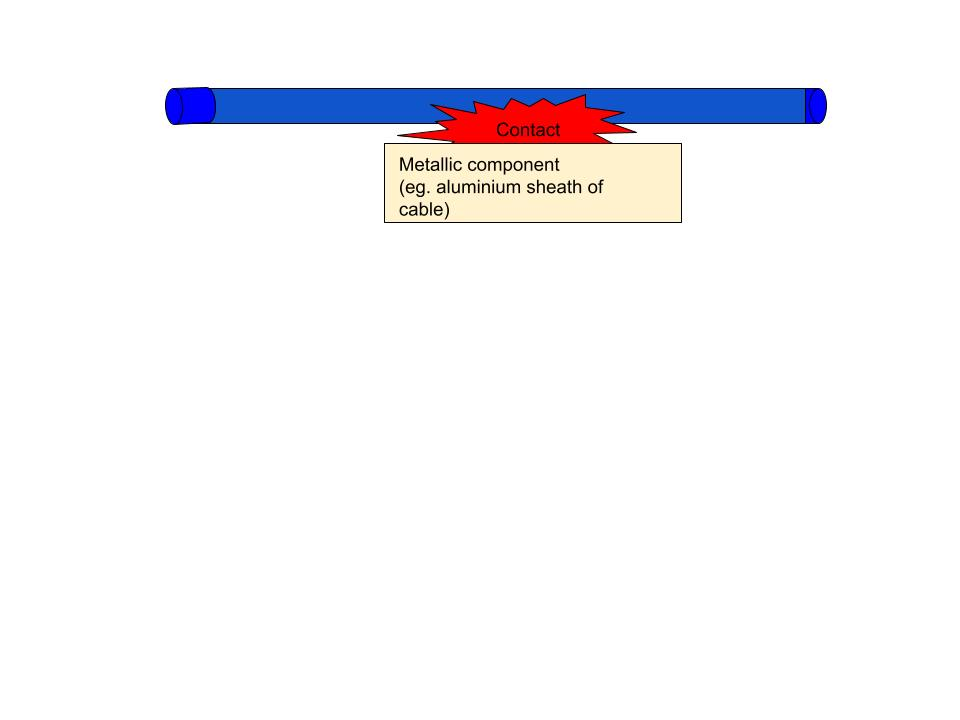 Contact
Metallic component
(eg. aluminium sheath of
cable)